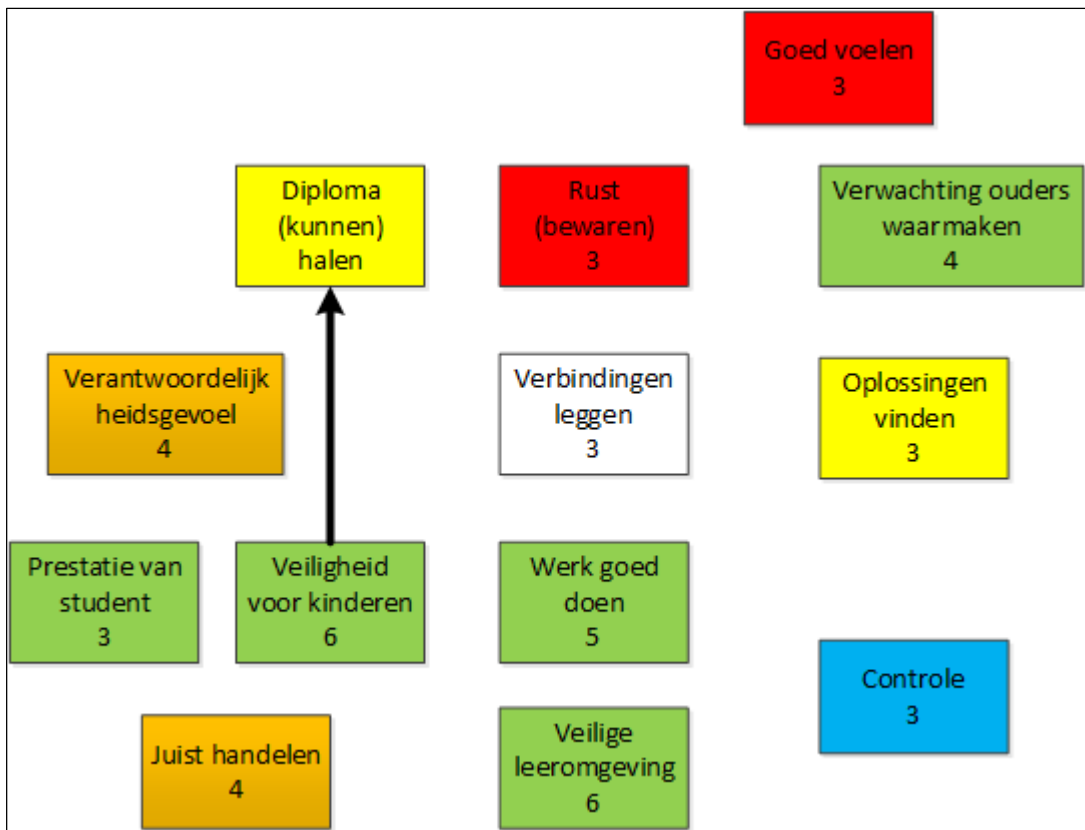 Goed voelen
3
Diploma
(kunnen)
halen
Rust
(bewaren)
3
Verwachting ouders
waarmaken
4
Verantwoordelijk
heidsgevoel
4
Verbindingen
leggen
3
Oplossingen
vinden
3
Prestatie van
student
3
Veiligheid
voor kinderen
6
Werk goed
doen
5
Controle
3
Juist handelen
4
Veilige
leeromgeving
6